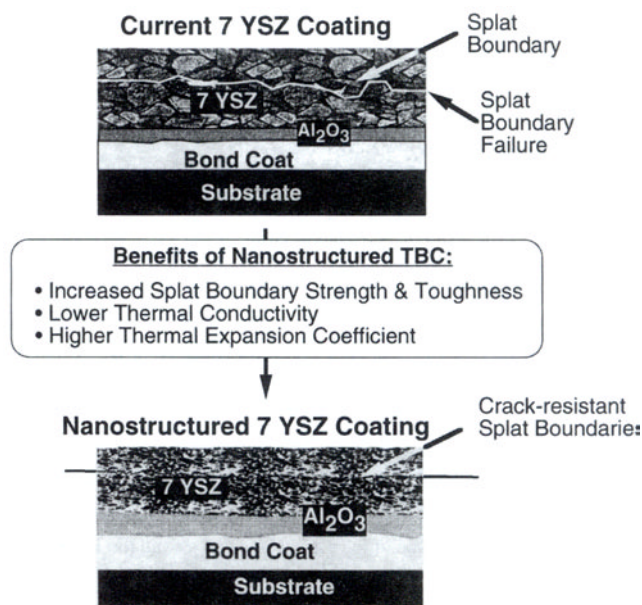 Current 7 YSZ Coating
Splat
Boundary
7 YSZ
Splat
Boundary
Failure
Al₂O₃
Bond Coat
Substrate
Benefits of Nanostructured TBC:
• Increased Splat Boundary Strength & Toughness
• Lower Thermal Conductivity
• Higher Thermal Expansion Coefficient
Nanostructured 7 YSZ Coating
Crack-resistant
Splat Boundaries
7 YSZ
Al₂O₃
Bond Coat
Substrate